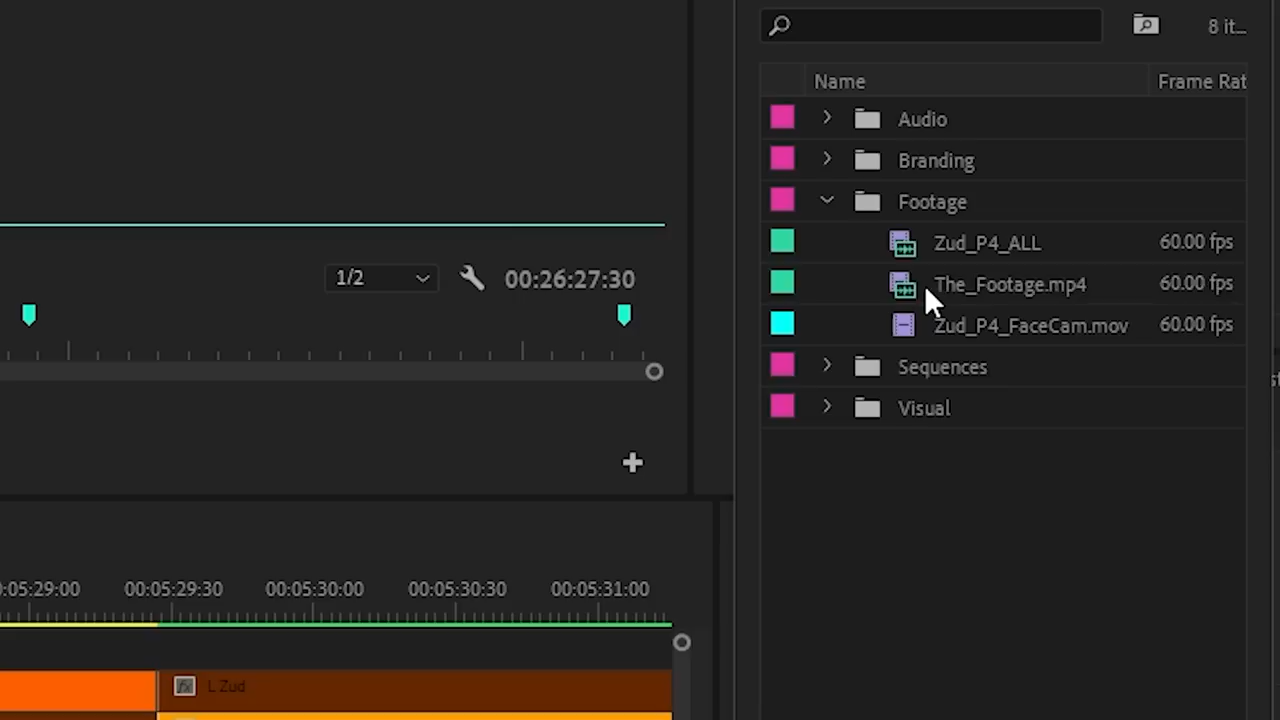 8 it...
Name Frame Rat
Audio
Branding
Footage
Zud_P4_ALL 60.00 fps
The_Footage.mp4 60.00 fps
Zud_P4_FaceCam.mov 60.00 fps
Sequences
Visual
1/2 00:26:27:30
0:05:29:00 00:05:29:30 00:05:30:00 00:05:30:30 00:05:31:00
fx L Zud